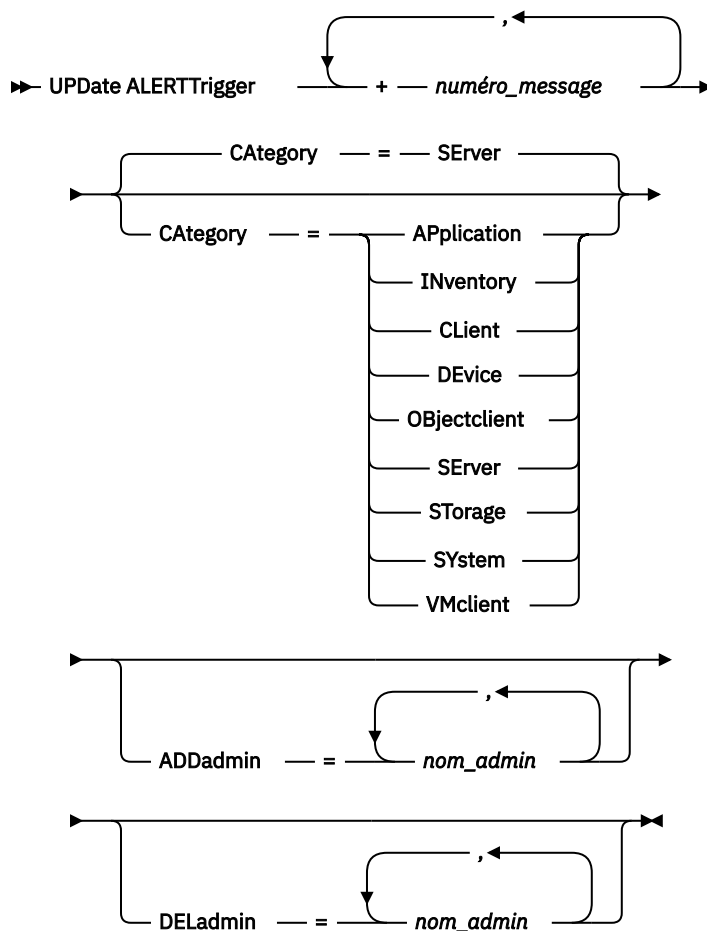 ,
UPDate ALERTTrigger + numéro_message
CAtegory = SErver
CAtegory = APplication
INventory
CLient
DEvice
OBjectclient
SErver
STorage
SYstem
VMclient
,
ADDadmin = nom_admin
,
DELadmin = nom_admin